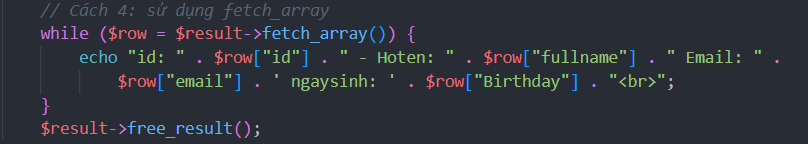 // Cách 4: sử dụng fetch_array
while ($row = $result->fetch_array()) {
echo "id: " . $row["id"] . " - Hoten: " . $row["fullname"] . " Email: " .
$row["email"] . ' ngaysinh: ' . $row["Birthday"] . "<br>";
}
$result->free_result();